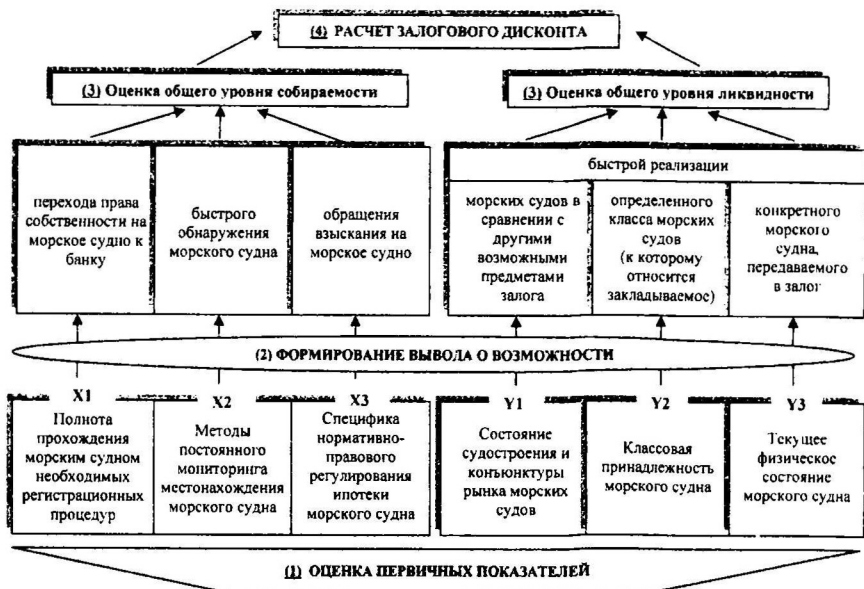 (4) РАСЧЕТ ЗАЛОГОВОГО ДИСКОНТА
(3) Оценка общего уровня собираемости
(3) Оценка общего уровня ликвидности
перехода права
собственности на
морское судно к
банку
быстрого
обнаружения
морского судна
обращения
взыскания на
морское судно
быстрой реализации
морских судов в
сравнении с
другими
возможными
предметами
залога
определенного
класса морских
судов
(к которому
относится
закладываемое)
конкретного
морского
судна,
передаваемого
в залог
(2) ФОРМИРОВАНИЕ ВЫВОДА О ВОЗМОЖНОСТИ
X1
Полнота
прохождения
морским судном
необходимых
регистрационных
процедур
X2
Методы
постоянного
мониторинга
местонахождения
морского судна
X3
Специфика
нормативно-
правового
регулирования
ипотеки
морского судна
Y1
Состояние
судостроения и
конъюнктуры
рынка морских
судов
Y2
Классовая
принадлежность
морского судна
Y3
Текущее
физическое
состояние
морского судна
(1) ОЦЕНКА ПЕРВИЧНЫХ ПОКАЗАТЕЛЕЙ